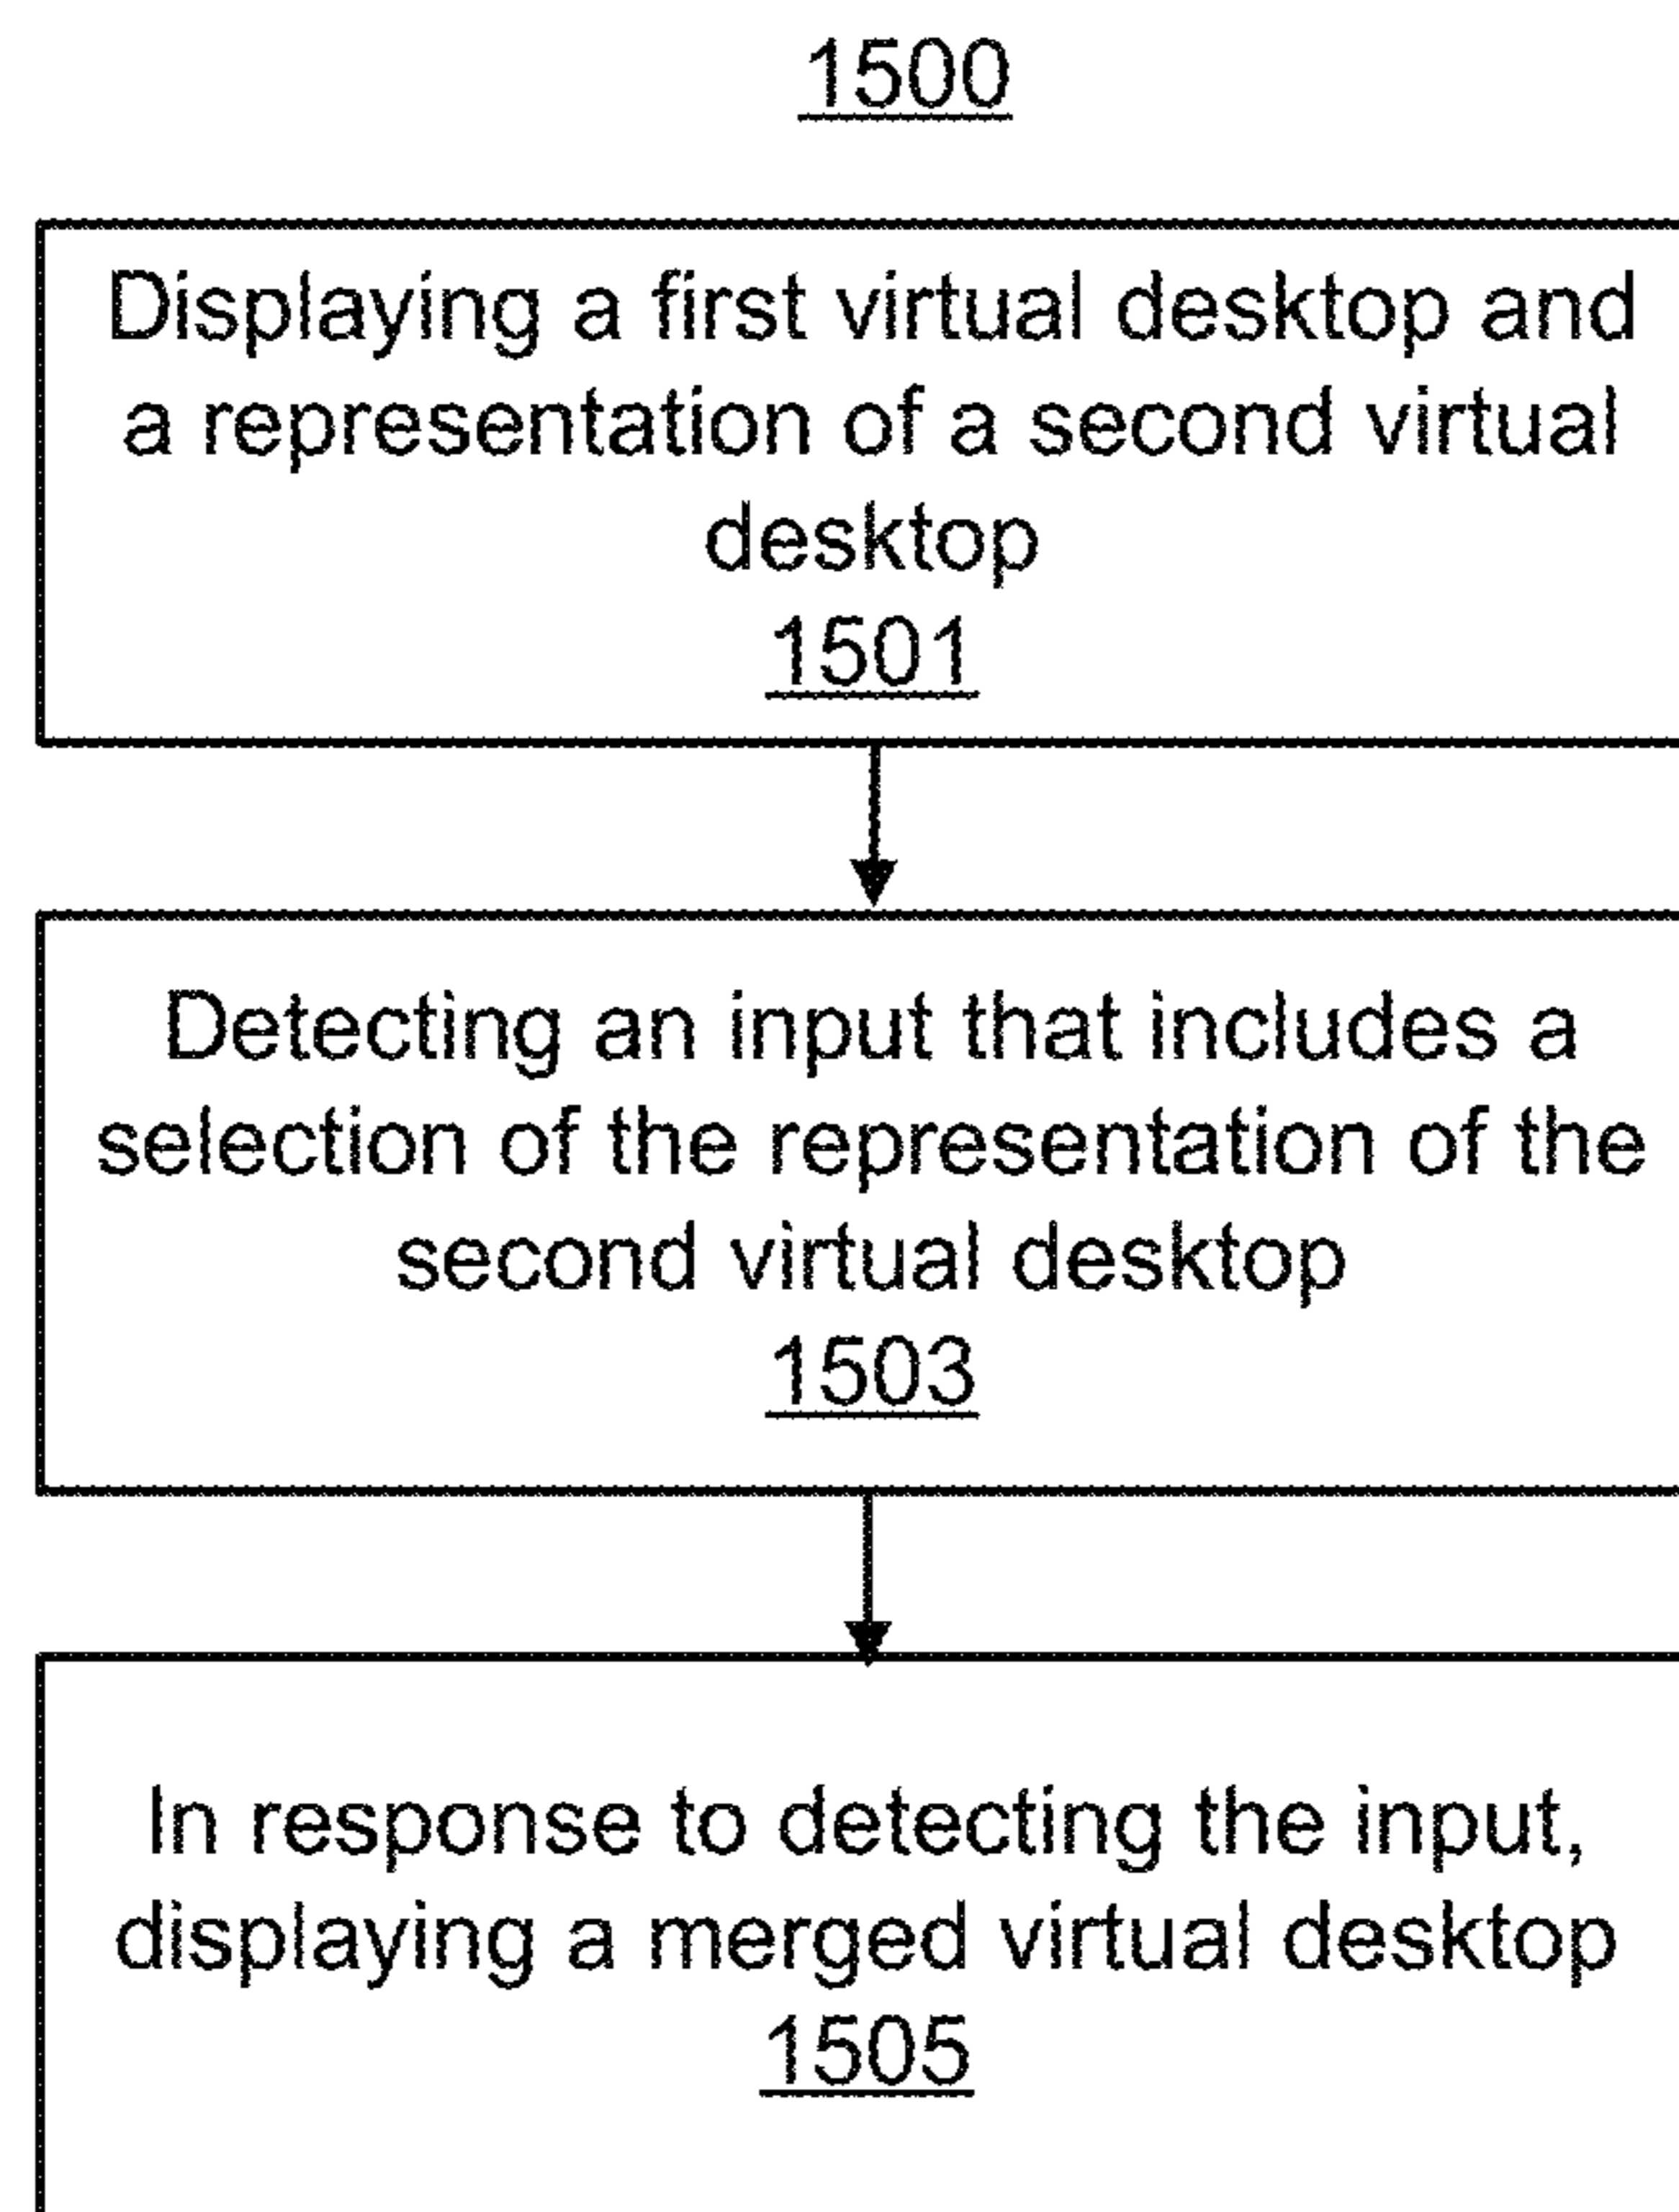 1500
Displaying a first virtual desktop and
a representation of a second virtual
desktop
1501
Detecting an input that includes a
selection of the representation of the
second virtual desktop
1503
In response to detecting the input,
displaying a merged virtual desktop
1505